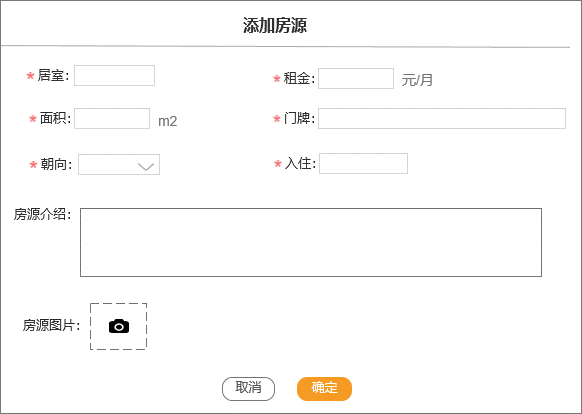 添加房源
* 居室: * 租金: 元/月
* 面积: m2 * 门牌:
* 朝向: * 入住:
房源介绍:
房源图片:
取消 确定